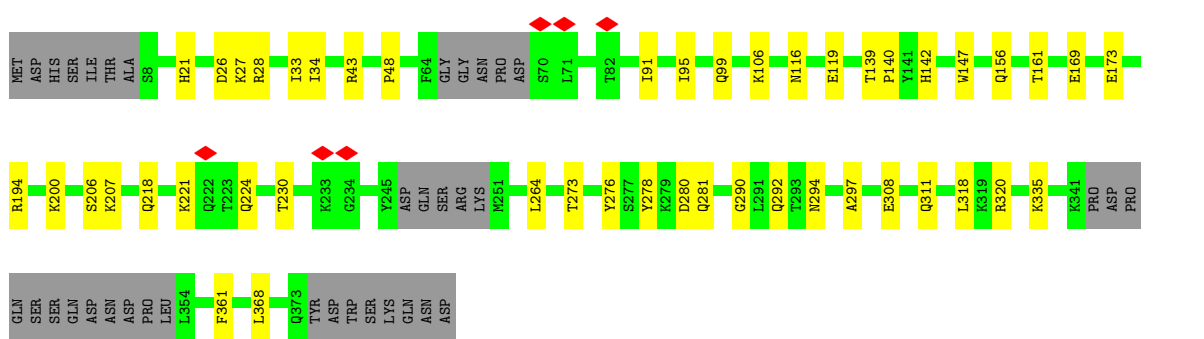 MET ASP HIS SER ILE THR ALA S8 H21 D26 K27 R28 I33 I34 R43 P48 F64 GLY GLY ASN PRO ASP S70 L71 T82 I91 I95 Q99 K106 N116 E119 T139 P140 Y141 H142 W147 Q156 T161 E169 E173
R194 K200 S206 K207 Q218 K221 Q222 T223 Q224 T230 K233 G234 Y245 ASP GLN SER ARG LYS M251 L264 T273 Y276 S277 Y278 K279 D280 Q281 G290 L291 Q292 T293 N294 A297 E308 Q311 L318 K319 R320 K335 K341 PRO ASP PRO
GLN SER SER GLN ASP ASN ASP PRO LEU L354 F361 L368 Q373 TYR ASP TRP SER LYS GLN ASN ASP